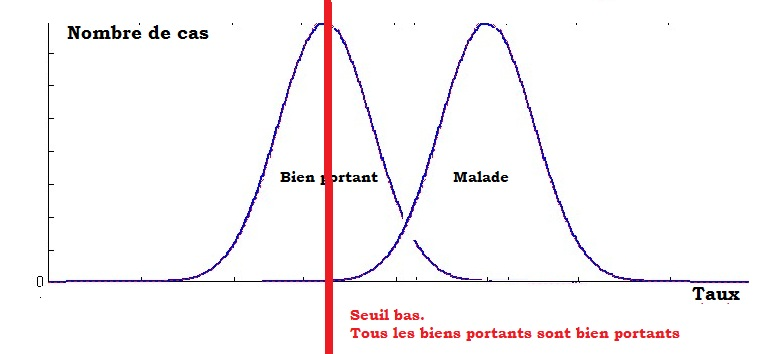 Nombre de cas
Bien portant
Malade
0
Taux
Seuil bas.
Tous les biens portants sont bien portants